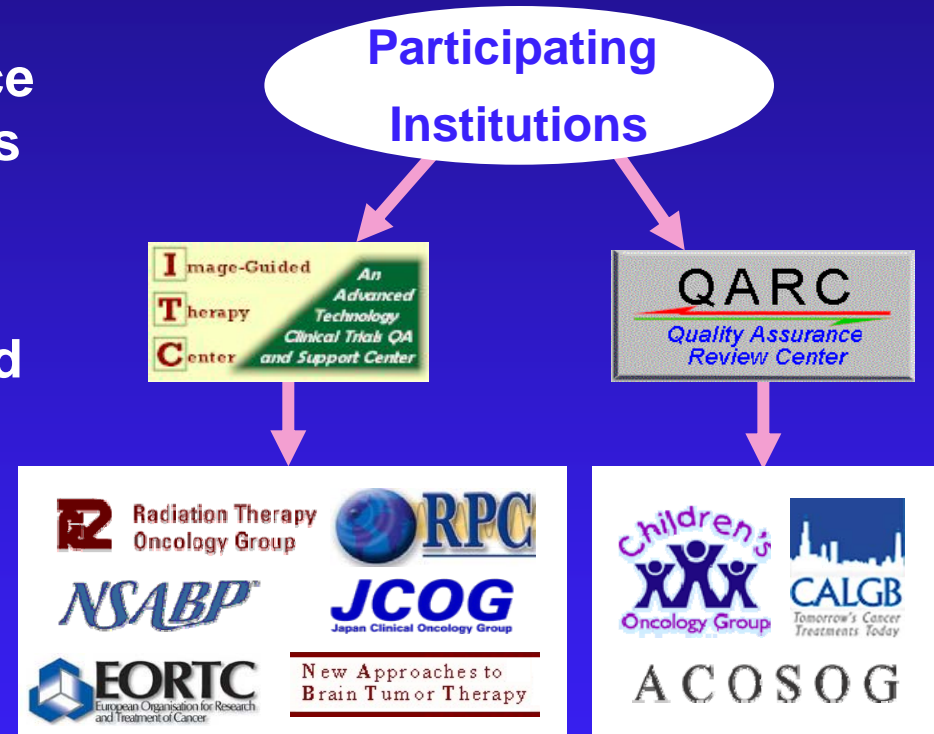 Participating
Institutions
ce
s
d
Image-Guided
Therapy
Center
An
Advanced
Technology
Clinical Trials QA
and Support Center
QARC
Quality Assurance
Review Center
Radiation Therapy
Oncology Group
RPC
NSABP
JCOG
Japan Clinical Oncology Group
EORTC
European Organisation for Research
and Treatment of Cancer
New Approaches to
Brain Tumor Therapy
Children's
Oncology Group
CALGB
Tomorrow's Cancer
Treatments Today
ACOSOG